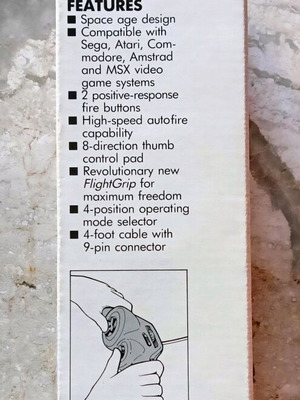 FEATURES
■ Space age design
■ Compatible with
Sega, Atari, Com-
modore, Amstrad
and MSX video
game systems
■ 2 positive-response
fire buttons
■ High-speed autofire
capability
■ 8-direction thumb
control pad
■ Revolutionary new
FlightGrip for
maximum freedom
■ 4-position operating
mode selector
■ 4-foot cable with
9-pin connector